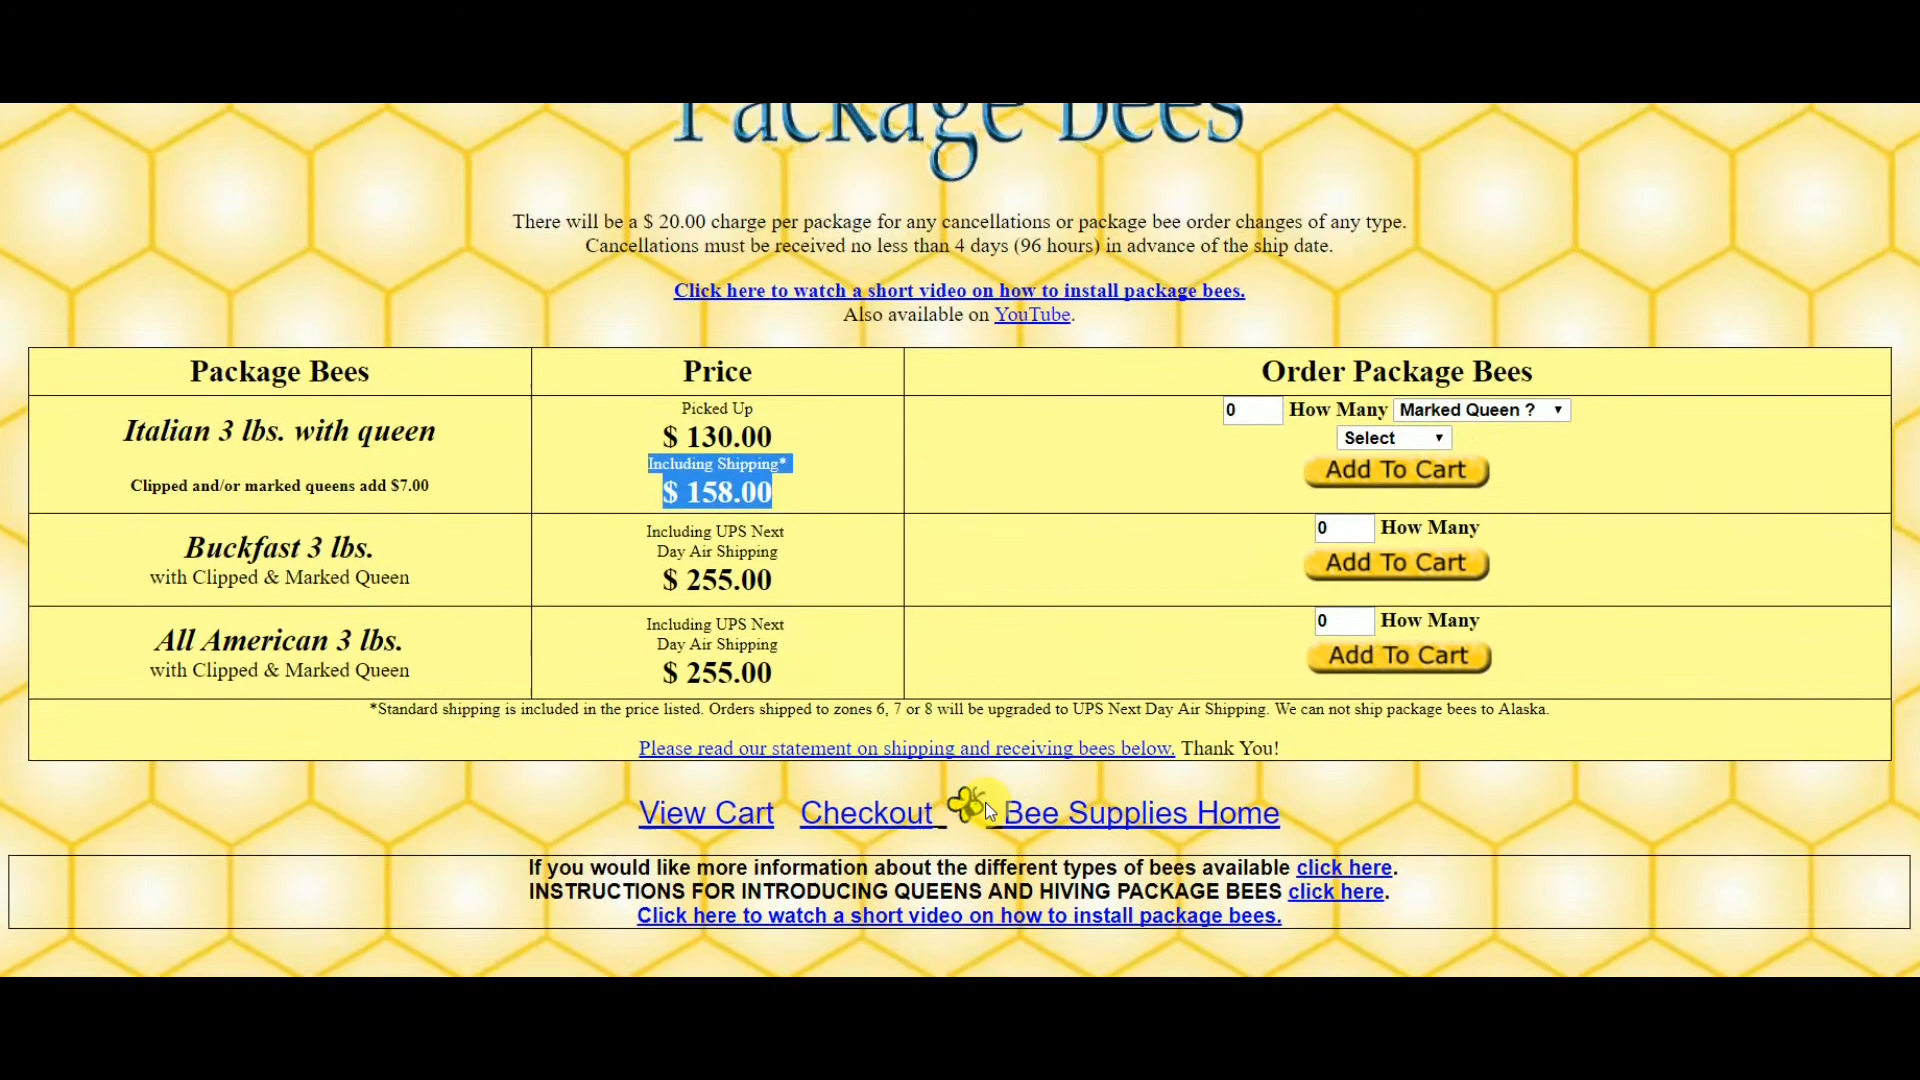 Package Bees
There will be a $ 20.00 charge per package for any cancellations or package bee order changes of any type.
Cancellations must be received no less than 4 days (96 hours) in advance of the ship date.
Click here to watch a short video on how to install package bees.
Also available on YouTube.
Package Bees Price Order Package Bees
Italian 3 lbs. with queen
Clipped and/or marked queens add $7.00
Picked Up
$ 130.00
Including Shipping*
$ 158.00
0 How Many Marked Queen ?
Select
Add To Cart
Buckfast 3 lbs.
with Clipped & Marked Queen
Including UPS Next
Day Air Shipping
$ 255.00
0 How Many
Add To Cart
All American 3 lbs.
with Clipped & Marked Queen
Including UPS Next
Day Air Shipping
$ 255.00
0 How Many
Add To Cart
*Standard shipping is included in the price listed. Orders shipped to zones 6, 7 or 8 will be upgraded to UPS Next Day Air Shipping. We can not ship package bees to Alaska.
Please read our statement on shipping and receiving bees below. Thank You!
View Cart Checkout Bee Supplies Home
If you would like more information about the different types of bees available click here.
INSTRUCTIONS FOR INTRODUCING QUEENS AND HIVING PACKAGE BEES click here.
Click here to watch a short video on how to install package bees.